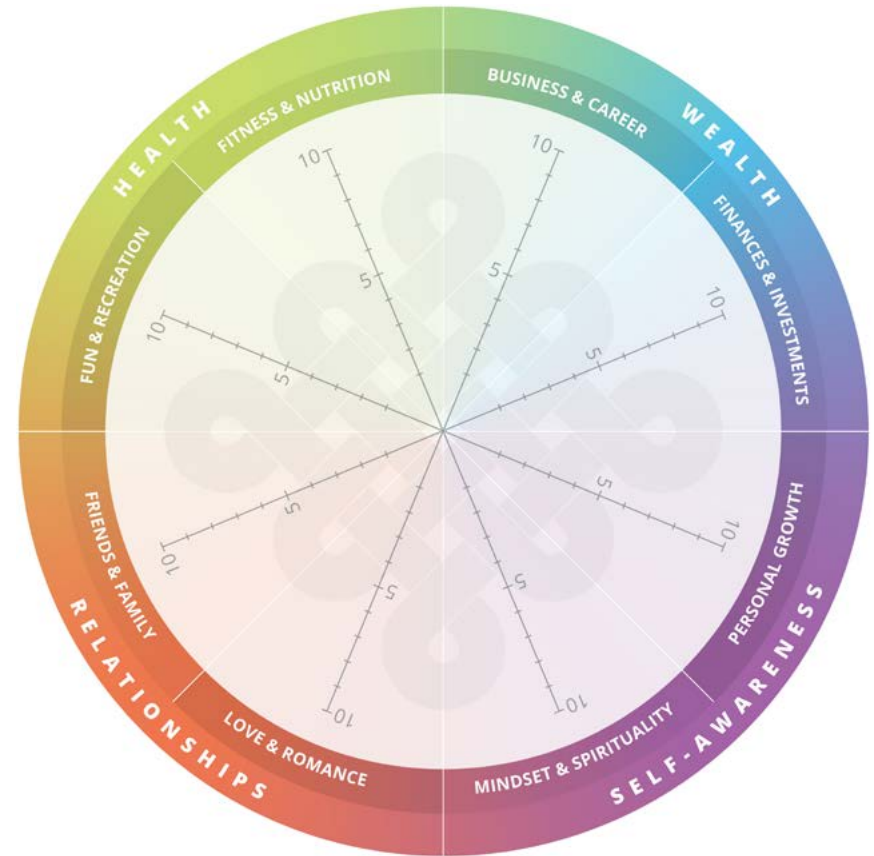 HEALTH
FITNESS & NUTRITION
FUN & RECREATION
10
5
10
5
WEALTH
BUSINESS & CAREER
FINANCES & INVESTMENTS
10
5
10
5
SELF-AWARENESS
PERSONAL GROWTH
MINDSET & SPIRITUALITY
5
10
5
10
RELATIONSHIPS
LOVE & ROMANCE
FRIENDS & FAMILY
5
10
5
10